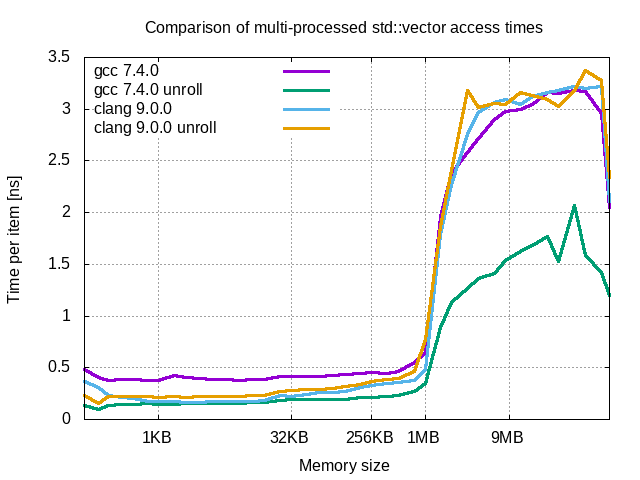 Comparison of multi-processed std::vector access times
gcc 7.4.0
gcc 7.4.0 unroll
clang 9.0.0
clang 9.0.0 unroll
3.5
3
2.5
2
1.5
1
0.5
0
Time per item [ns]
1KB 32KB 256KB 1MB 9MB
Memory size